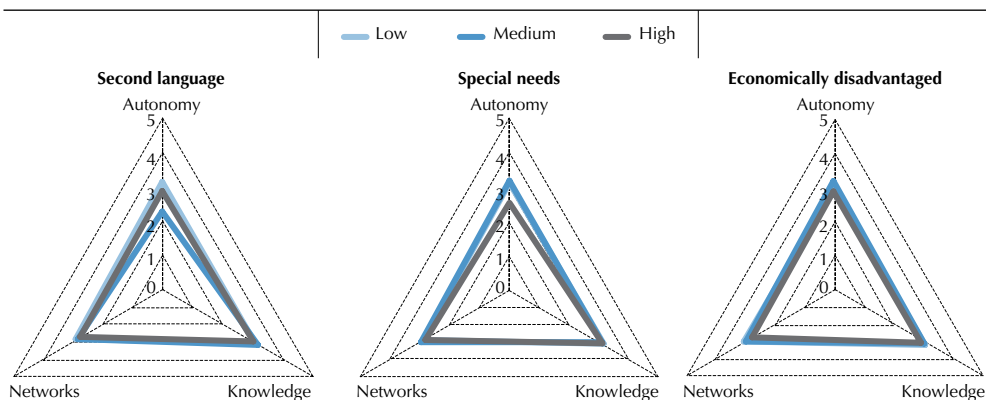 Low Medium High
Second language
Autonomy
5
4
3
2
1
0
Networks Knowledge
Special needs
Autonomy
5
4
3
2
1
0
Networks Knowledge
Economically disadvantaged
Autonomy
5
4
3
2
1
0
Networks Knowledge